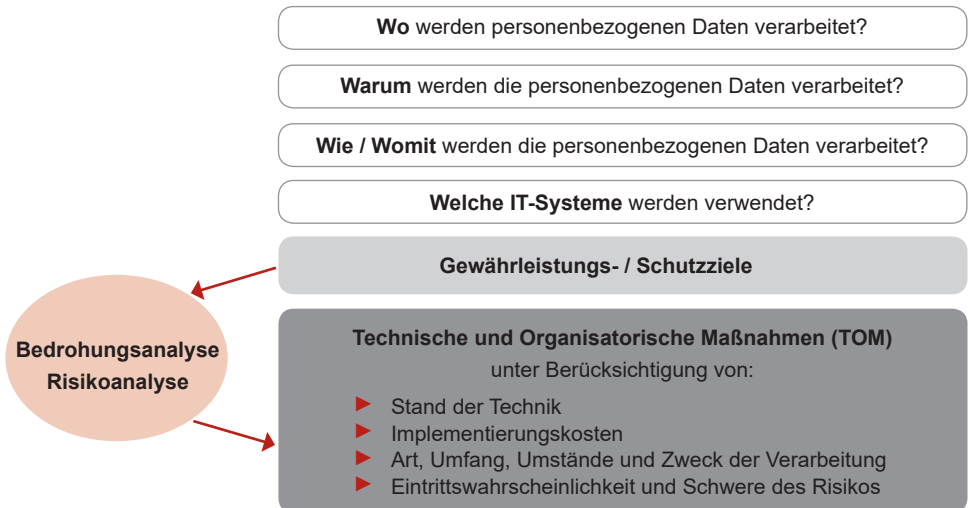 Wo werden personenbezogenen Daten verarbeitet?
Warum werden die personenbezogenen Daten verarbeitet?
Wie / Womit werden die personenbezogenen Daten verarbeitet?
Welche IT-Systeme werden verwendet?
Gewährleistungs- / Schutzziele
Bedrohungsanalyse
Risikoanalyse
Technische und Organisatorische Maßnahmen (TOM)
unter Berücksichtigung von:
Stand der Technik
Implementierungskosten
Art, Umfang, Umstände und Zweck der Verarbeitung
Eintrittswahrscheinlichkeit und Schwere des Risikos